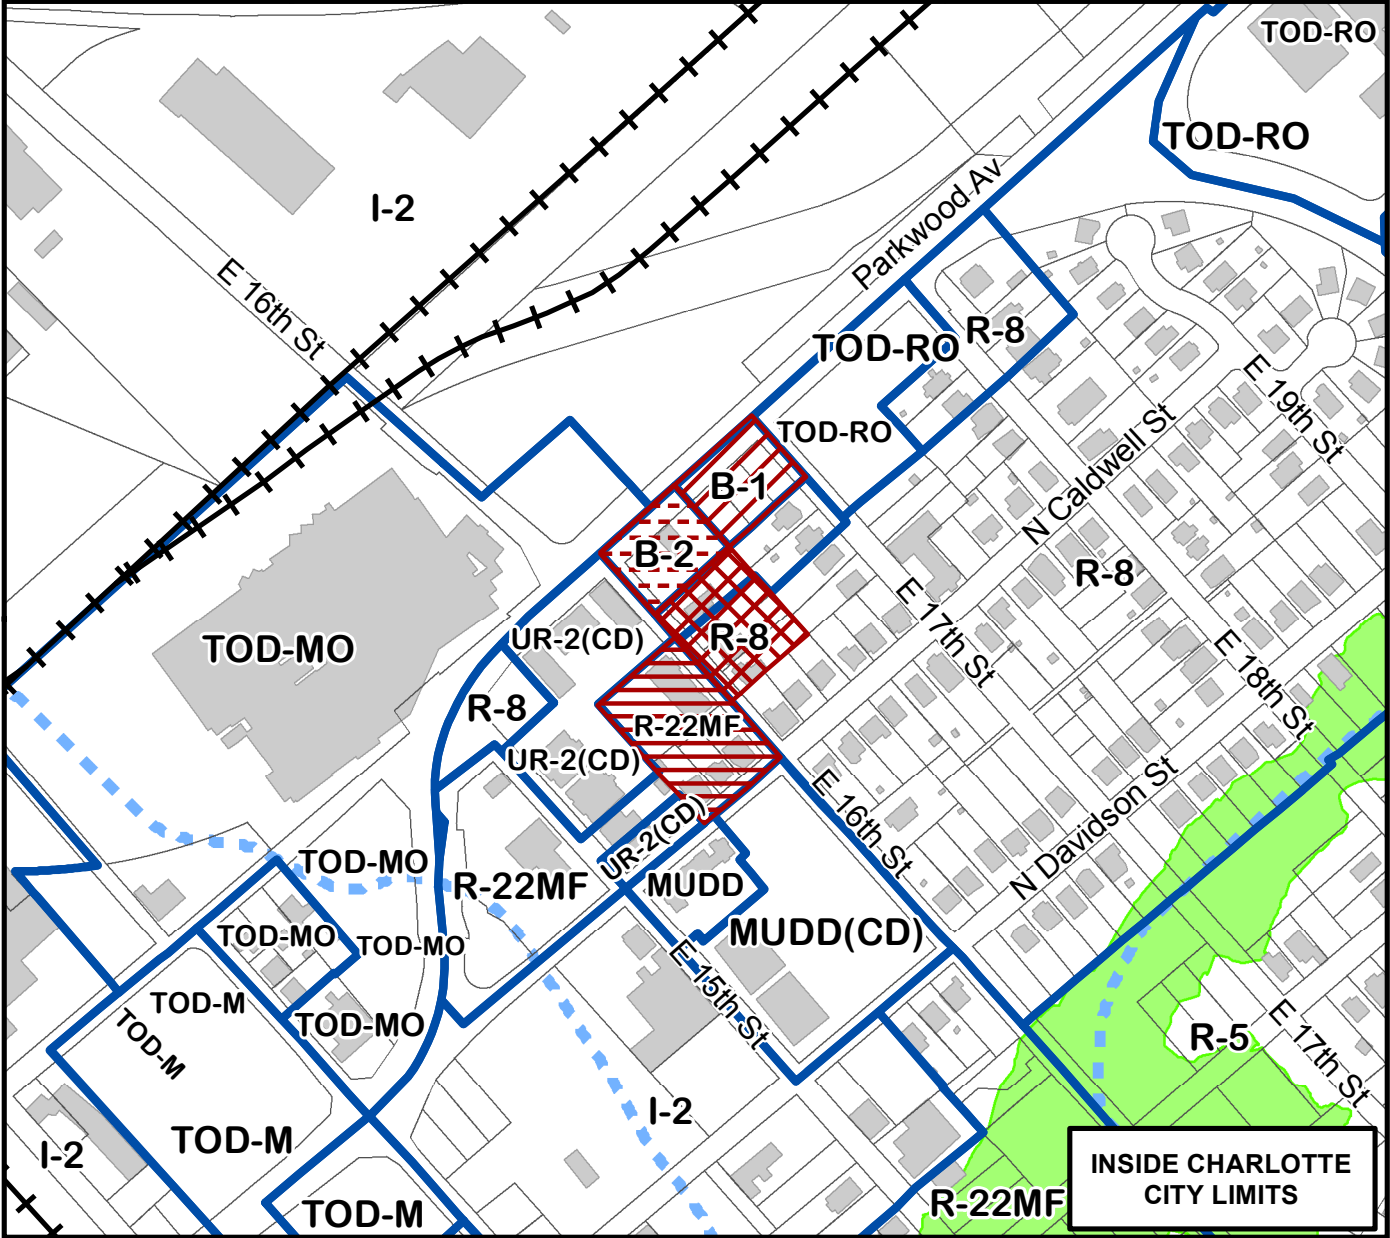 TOD-RO
TOD-RO
I-2
Parkwood Av
E 16th St
TOD-RO
R-8
E 19th St
TOD-RO
N Caldwell St
B-1
B-2
R-8
E 17th St
R-8
UR-2(CD)
TOD-MO
E 18th St
R-8
R-22MF
UR-2(CD)
E 16th St
N Davidson St
UR-2(CD)
TOD-MO
R-22MF
MUDD
MUDD(CD)
TOD-MO
TOD-MO
E 15th St
TOD-M
TOD-MO
TOD-M
R-5
E 17th St
I-2
TOD-M
I-2
INSIDE CHARLOTTE
CITY LIMITS
R-22MF
TOD-M